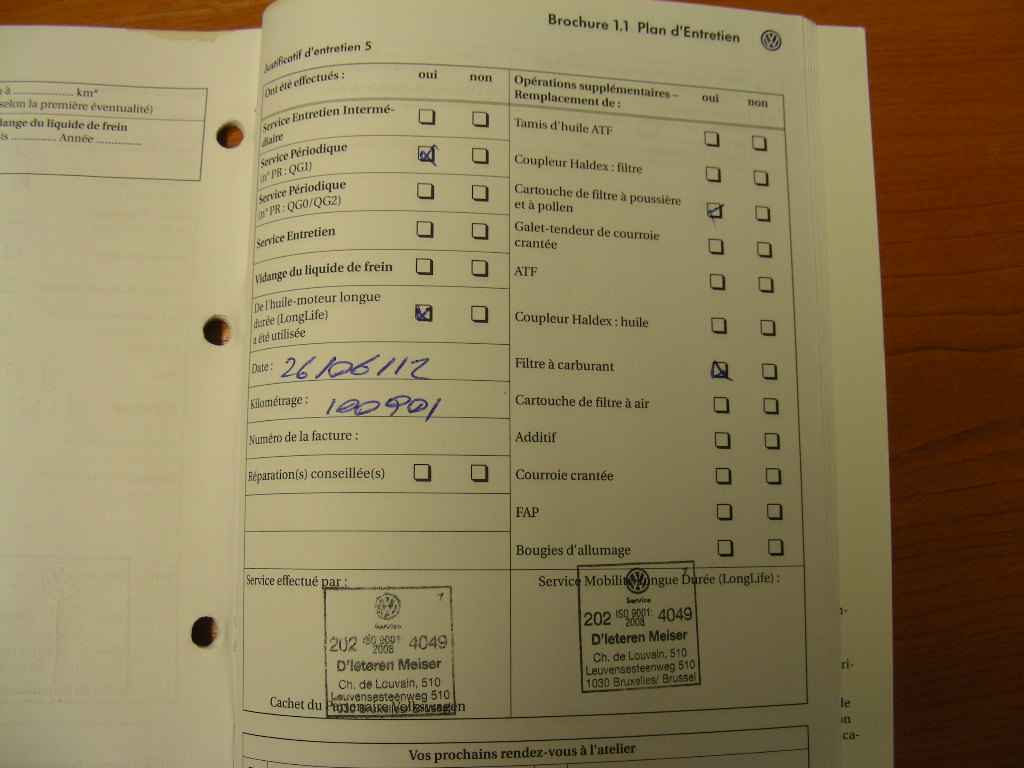 Brochure 1.1 Plan d'Entretien
à .................... km*
selon la première éventualité)
idange du liquide de frein
............... Année ...............
Justificatif d'entretien 5
Ont été effectués : oui non
Service Entretien Intermé-
diaire
Service Périodique
(n° PR : QG1)
Service Périodique
(n° PR : QG0/QG2)
Service Entretien
Vidange du liquide de frein
De l'huile-moteur longue
durée (LongLife)
a été utilisée
Date : 26/06/12
Kilométrage : 100901
Numéro de la facture :
Réparation(s) conseillée(s)
Opérations supplémentaires –
Remplacement de : oui non
Tamis d'huile ATF
Coupleur Haldex : filtre
Cartouche de filtre à poussière
et à pollen
Galet-tendeur de courroie
crantée
ATF
Coupleur Haldex : huile
Filtre à carburant
Cartouche de filtre à air
Additif
Courroie crantée
FAP
Bougies d'allumage
Service effectué par :
7
Service
202 ISO 9001: 2008 4049
D'Ieteren Meiser
Ch. de Louvain, 510
Leuvensesteenweg 510
1030 Bruxelles/ Brussel
Cachet du Partenaire Volkswagen
Service Mobilité Longue Durée (LongLife) :
7
Service
202 ISO 9001: 2008 4049
D'Ieteren Meiser
Ch. de Louvain, 510
Leuvensesteenweg 510
1030 Bruxelles/ Brussel
Vos prochains rendez-vous à l'atelier